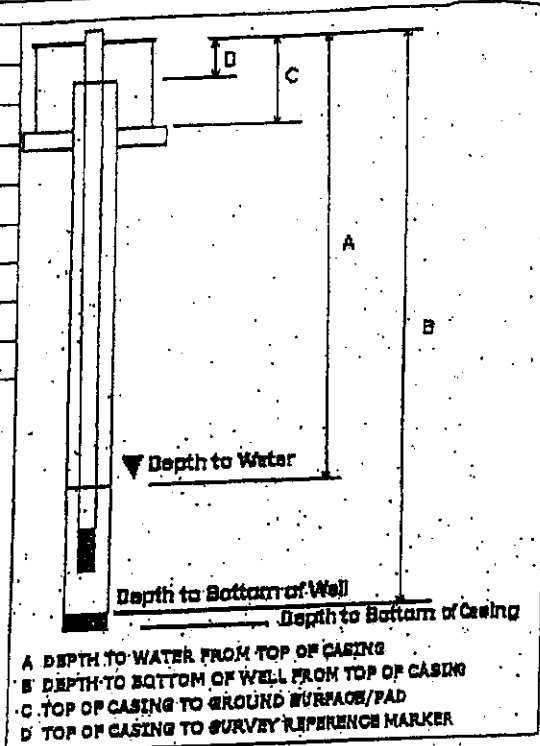 D
C
A
B
Depth to Water
Depth to Bottom of Well
Depth to Bottom of Casing
A DEPTH TO WATER FROM TOP OF CASING
B DEPTH TO BOTTOM OF WELL FROM TOP OF CASING
C TOP OF CASING TO GROUND SURFACE/PAD
D TOP OF CASING TO SURVEY REFERENCE MARKER